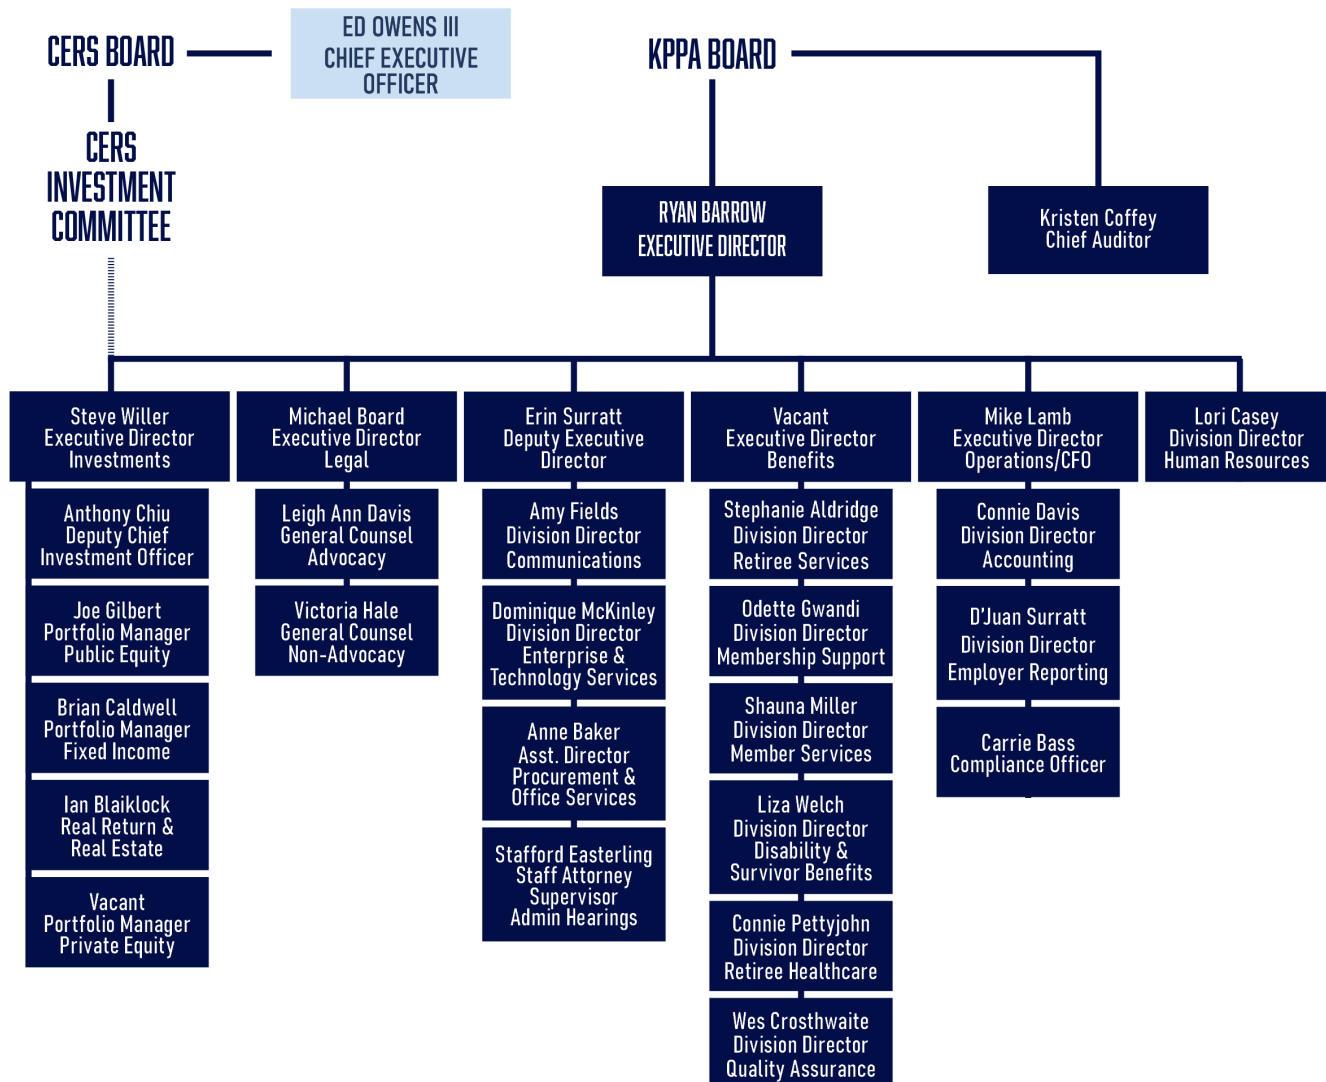 CERS BOARD
ED OWENS III
CHIEF EXECUTIVE
OFFICER
KPPA BOARD
CERS
INVESTMENT
COMMITTEE
RYAN BARROW
EXECUTIVE DIRECTOR
Kristen Coffey
Chief Auditor
Steve Willer
Executive Director
Investments
Anthony Chiu
Deputy Chief
Investment Officer
Joe Gilbert
Portfolio Manager
Public Equity
Brian Caldwell
Portfolio Manager
Fixed Income
Ian Blaiklock
Real Return &
Real Estate
Vacant
Portfolio Manager
Private Equity
Michael Board
Executive Director
Legal
Leigh Ann Davis
General Counsel
Advocacy
Victoria Hale
General Counsel
Non-Advocacy
Erin Surratt
Deputy Executive
Director
Amy Fields
Division Director
Communications
Dominique McKinley
Division Director
Enterprise &
Technology Services
Anne Baker
Asst. Director
Procurement &
Office Services
Stafford Easterling
Staff Attorney
Supervisor
Admin Hearings
Vacant
Executive Director
Benefits
Stephanie Aldridge
Division Director
Retiree Services
Odette Gwandi
Division Director
Membership Support
Shauna Miller
Division Director
Member Services
Liza Welch
Division Director
Disability &
Survivor Benefits
Connie Pettyjohn
Division Director
Retiree Healthcare
Wes Crosthwaite
Division Director
Quality Assurance
Mike Lamb
Executive Director
Operations/CFO
Connie Davis
Division Director
Accounting
D'Juan Surratt
Division Director
Employer Reporting
Carrie Bass
Compliance Officer
Lori Casey
Division Director
Human Resources